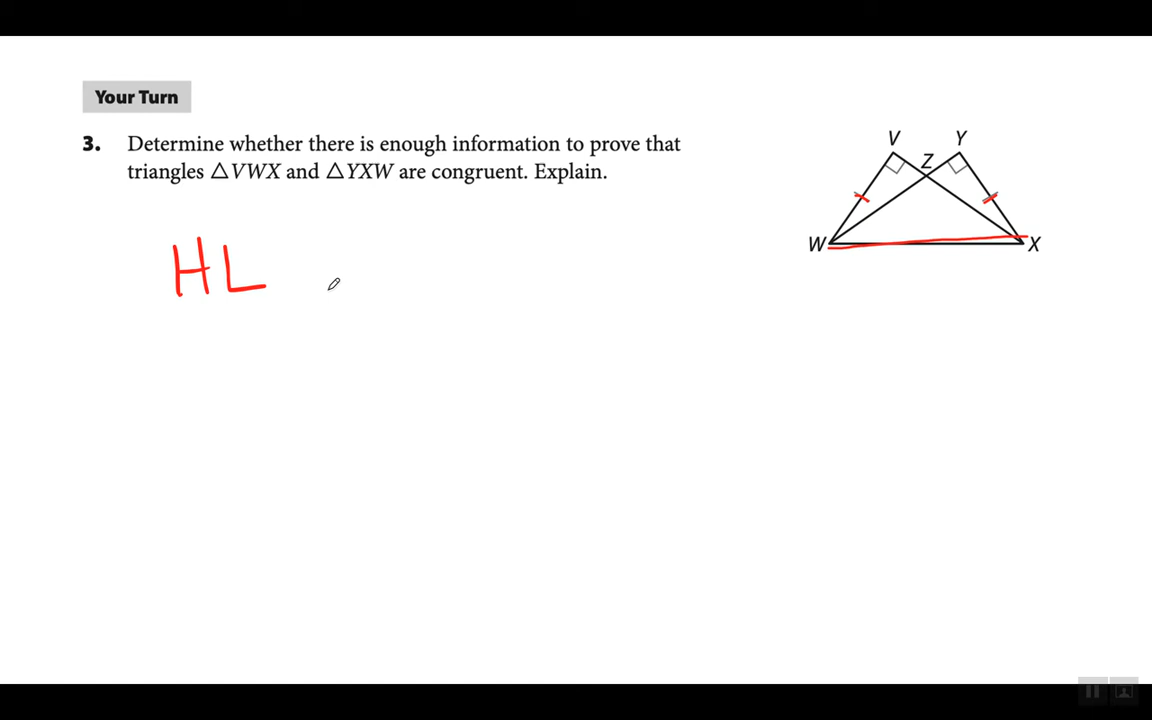 Your Turn
3. Determine whether there is enough information to prove that
triangles △VWX and △YXW are congruent. Explain.
V Y
Z
W X
HL